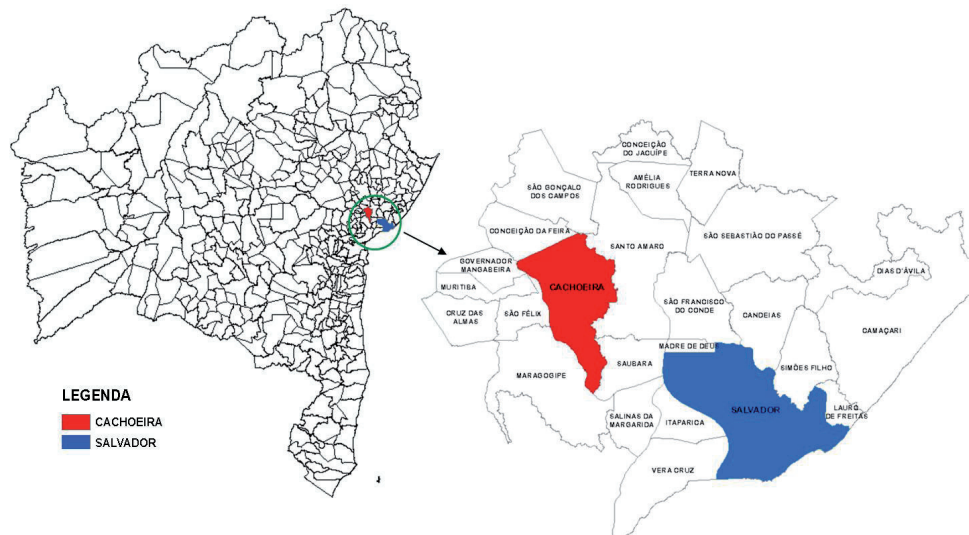 CONCEIÇÃO
DO JACUÍPE
TERRA NOVA
AMÉLIA
RODRIGUES
SÃO GONÇALO
DOS CAMPOS
CONCEIÇÃO DA FEIRA
SANTO AMARO
SÃO SEBASTIÃO DO PASSÉ
GOVERNADOR
MANGABEIRA
DIAS D'ÁVILA
MURITIBA
CACHOEIRA
SÃO FRANCISCO
DO CONDE
CANDEIAS
CRUZ DAS
ALMAS
SÃO FÉLIX
CAMAÇARI
MADRE DE DEUS
MARAGOGIPE
SAUBARA
SIMÕES FILHO
LEGENDA
CACHOEIRA
SALVADOR
SALINAS DA
MARGARIDA
ITAPARICA
SALVADOR
LAURO
DE FREITAS
VERA CRUZ